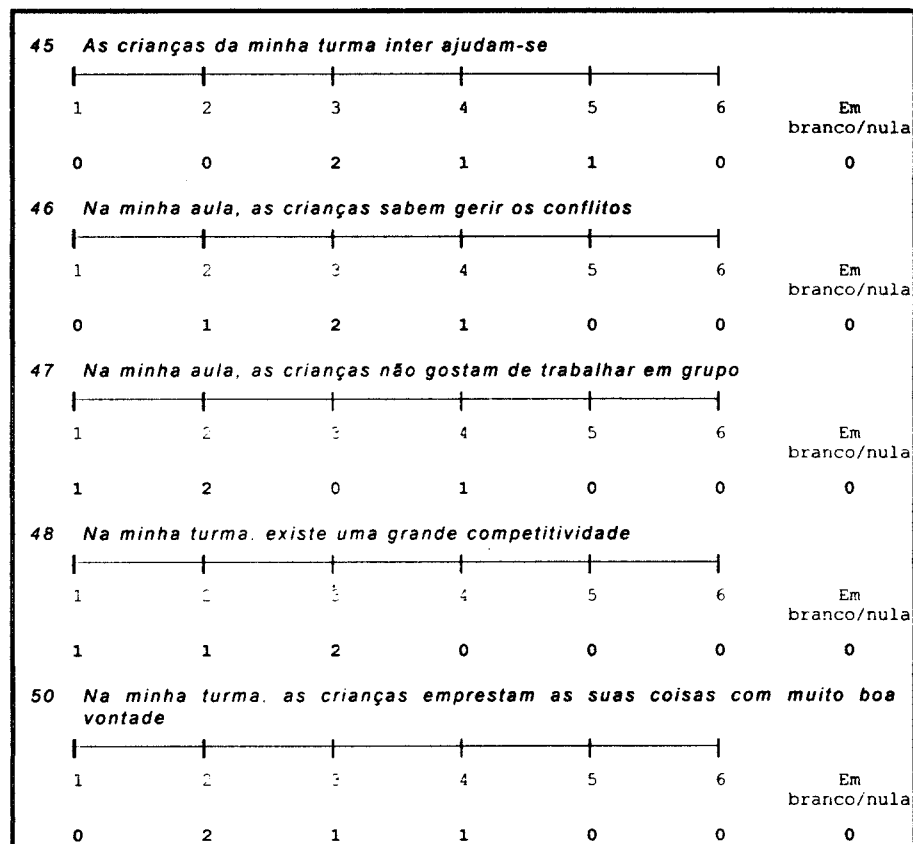 45 As crianças da minha turma inter ajudam-se
1 2 3 4 5 6 Em
branco/nula
0 0 2 1 1 0 0
46 Na minha aula, as crianças sabem gerir os conflitos
1 2 3 4 5 6 Em
branco/nula
0 1 2 1 0 0 0
47 Na minha aula, as crianças não gostam de trabalhar em grupo
1 2 3 4 5 6 Em
branco/nula
1 2 0 1 0 0 0
48 Na minha turma. existe uma grande competitividade
1 2 3 4 5 6 Em
branco/nula
1 1 2 0 0 0 0
50 Na minha turma. as crianças emprestam as suas coisas com muito boa
vontade
1 2 3 4 5 6 Em
branco/nula
0 2 1 1 0 0 0